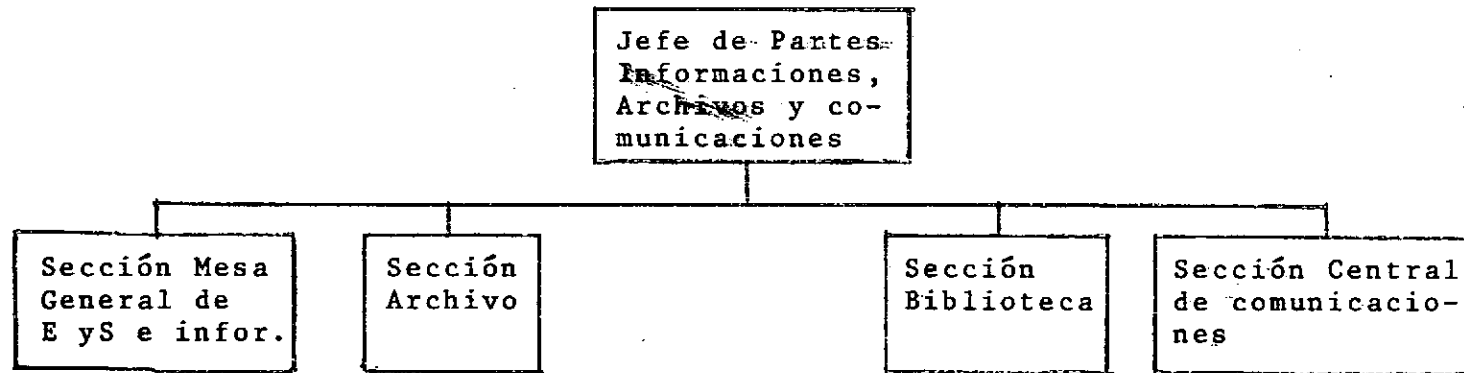 Jefe de Partes
Informaciones,
Archivos y co-
municaciones
Sección Mesa
General de
E yS e infor.
Sección
Archivo
Sección
Biblioteca
Sección Central
de comunicacio-
nes